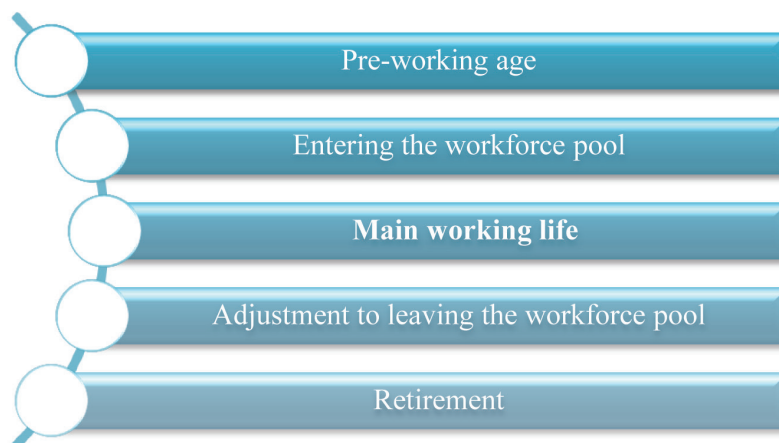 Pre-working age
Entering the workforce pool
Main working life
Adjustment to leaving the workforce pool
Retirement